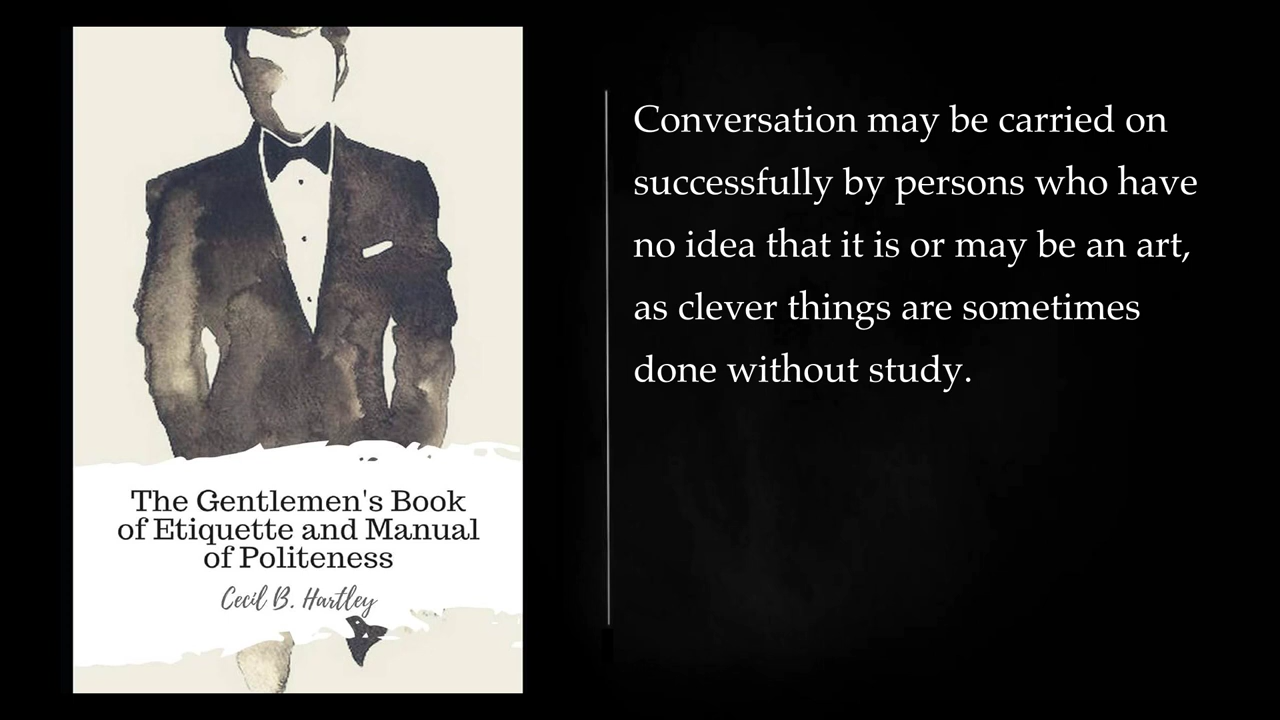 The Gentlemen's Book
of Etiquette and Manual
of Politeness
Cecil B. Hartley
Conversation may be carried on
successfully by persons who have
no idea that it is or may be an art,
as clever things are sometimes
done without study.